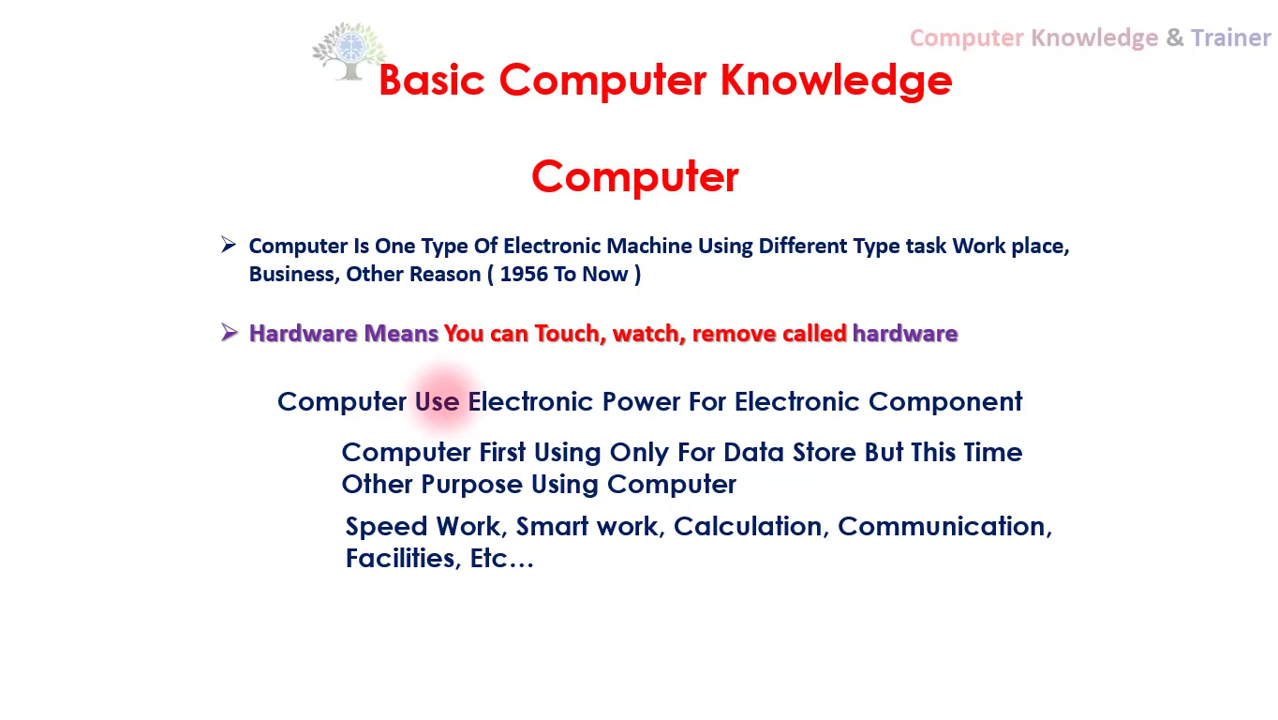 Computer Knowledge & Trainer
Basic Computer Knowledge
Computer
Computer Is One Type Of Electronic Machine Using Different Type task Work place,
Business, Other Reason ( 1956 To Now )
Hardware Means You can Touch, watch, remove called hardware
Computer Use Electronic Power For Electronic Component
Computer First Using Only For Data Store But This Time
Other Purpose Using Computer
Speed Work, Smart work, Calculation, Communication,
Facilities, Etc...